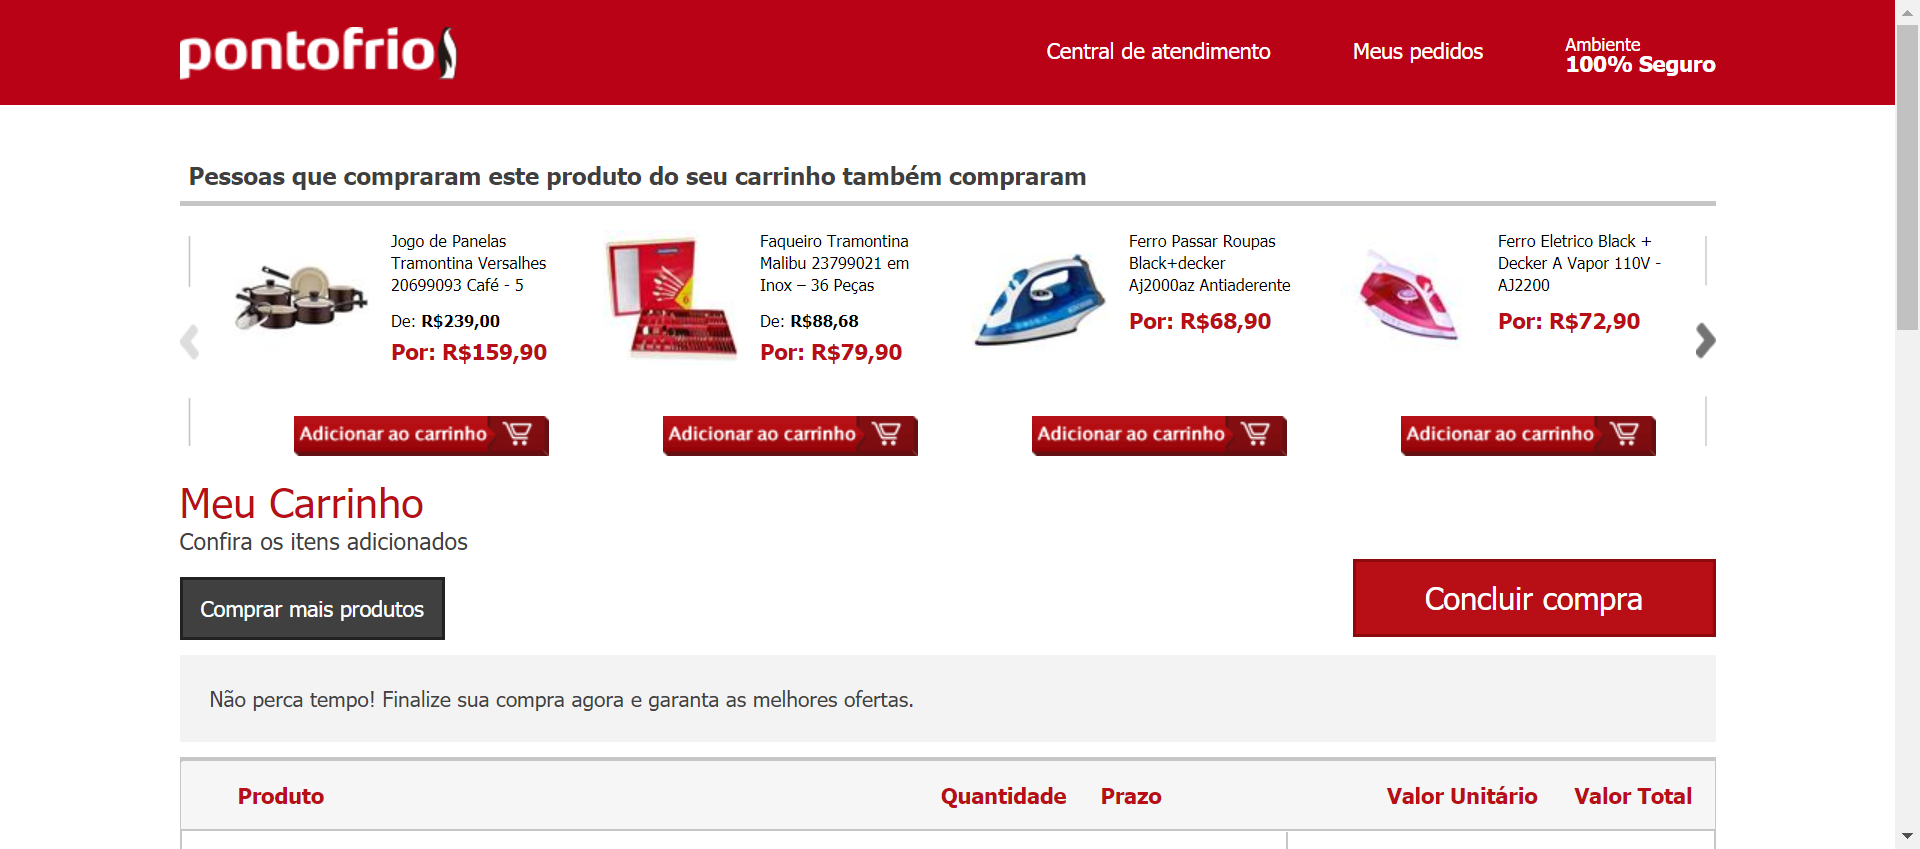 pontofrio
Central de atendimento
Meus pedidos
Ambiente
100% Seguro
Pessoas que compraram este produto do seu carrinho também compraram
Jogo de Panelas
Tramontina Versalhes
20699093 Café - 5
De: R$239,00
Por: R$159,90
Adicionar ao carrinho
Faqueiro Tramontina
Malibu 23799021 em
Inox – 36 Peças
De: R$88,68
Por: R$79,90
Adicionar ao carrinho
Ferro Passar Roupas
Black+decker
Aj2000az Antiaderente
Por: R$68,90
Adicionar ao carrinho
Ferro Eletrico Black +
Decker A Vapor 110V -
AJ2200
Por: R$72,90
Adicionar ao carrinho
Meu Carrinho
Confira os itens adicionados
Comprar mais produtos
Concluir compra
Não perca tempo! Finalize sua compra agora e garanta as melhores ofertas.
Produto
Quantidade
Prazo
Valor Unitário
Valor Total